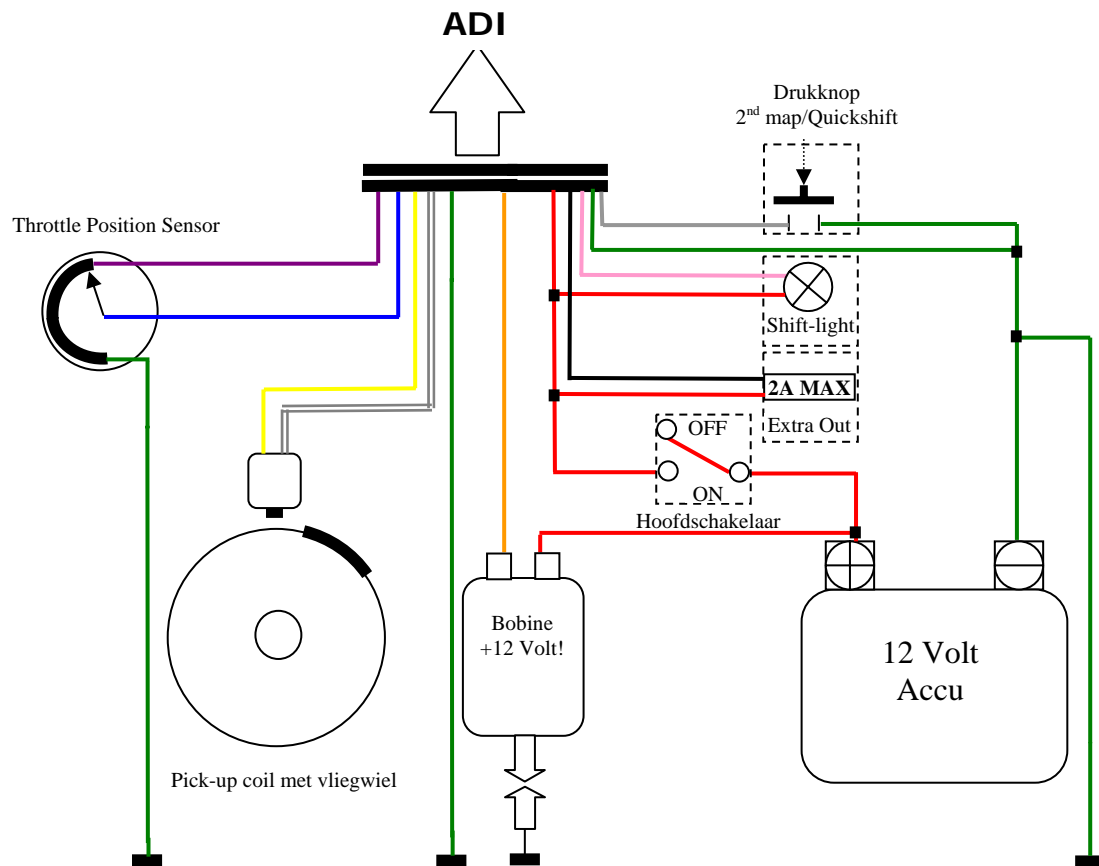 ADI
Drukknop
2nd map/Quickshift
Throttle Position Sensor
Shift-light
2A MAX
Extra Out
OFF
ON
Hoofdschakelaar
Bobine
+12 Volt!
12 Volt
Accu
Pick-up coil met vliegwiel